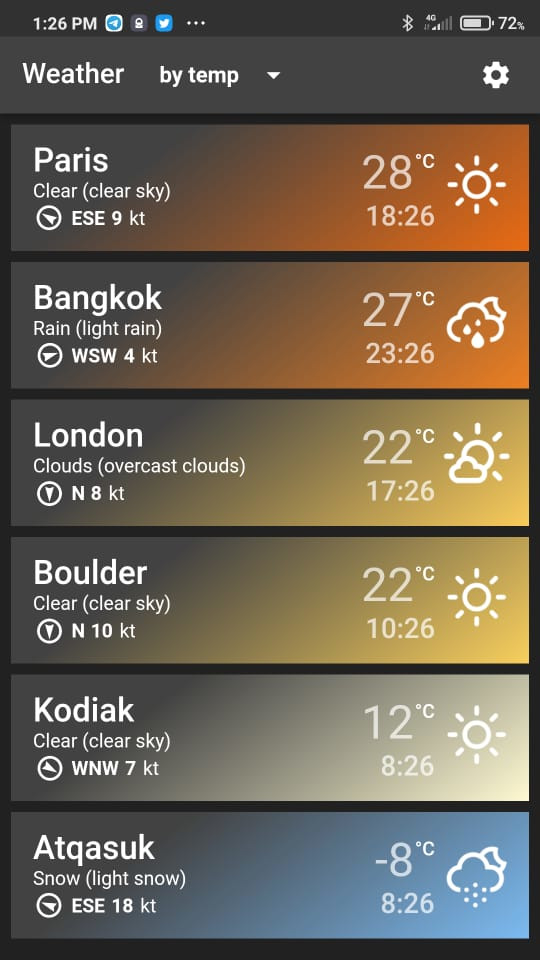 1:26 PM ... 4G 72%
Weather by temp
Paris
28°C
Clear (clear sky)
ESE 9 kt
18:26
Bangkok
27°C
Rain (light rain)
WSW 4 kt
23:26
London
22°C
Clouds (overcast clouds)
N 8 kt
17:26
Boulder
22°C
Clear (clear sky)
N 10 kt
10:26
Kodiak
12°C
Clear (clear sky)
WNW 7 kt
8:26
Atqasuk
-8°C
Snow (light snow)
ESE 18 kt
8:26